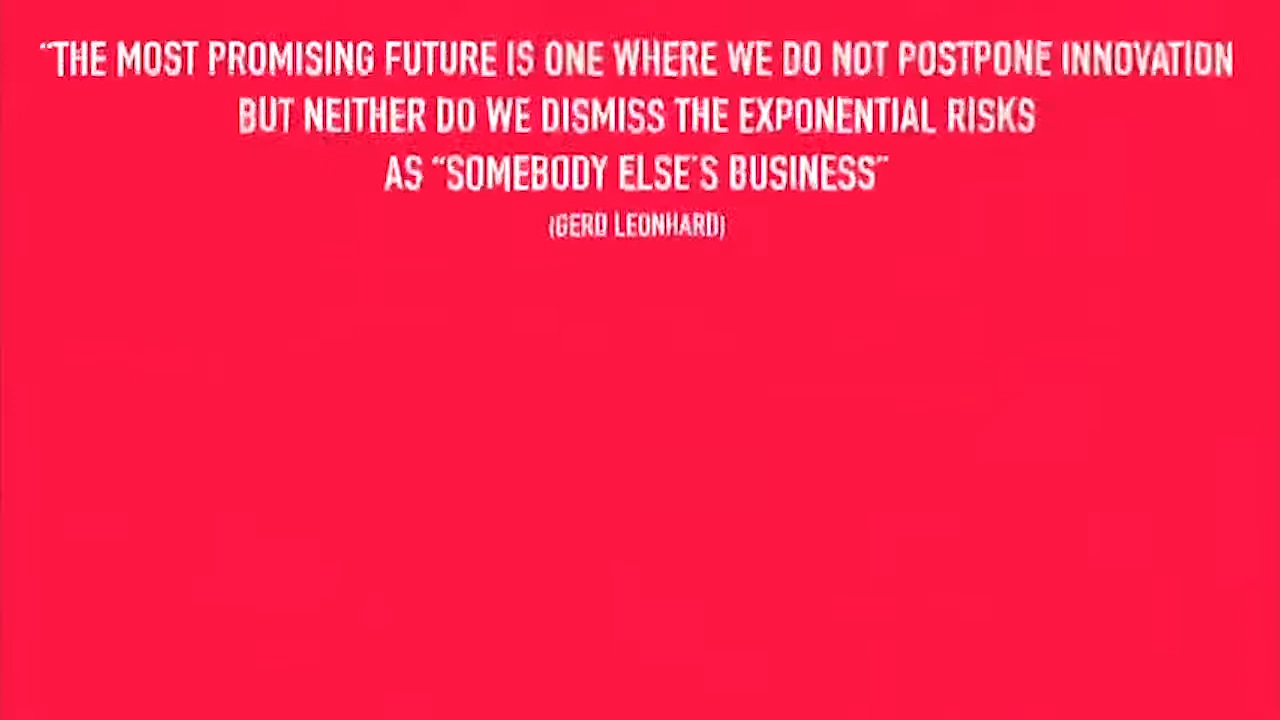 "THE MOST PROMISING FUTURE IS ONE WHERE WE DO NOT POSTPONE INNOVATION
BUT NEITHER DO WE DISMISS THE EXPONENTIAL RISKS
AS "SOMEBODY ELSE'S BUSINESS"
(GERD LEONHARD)